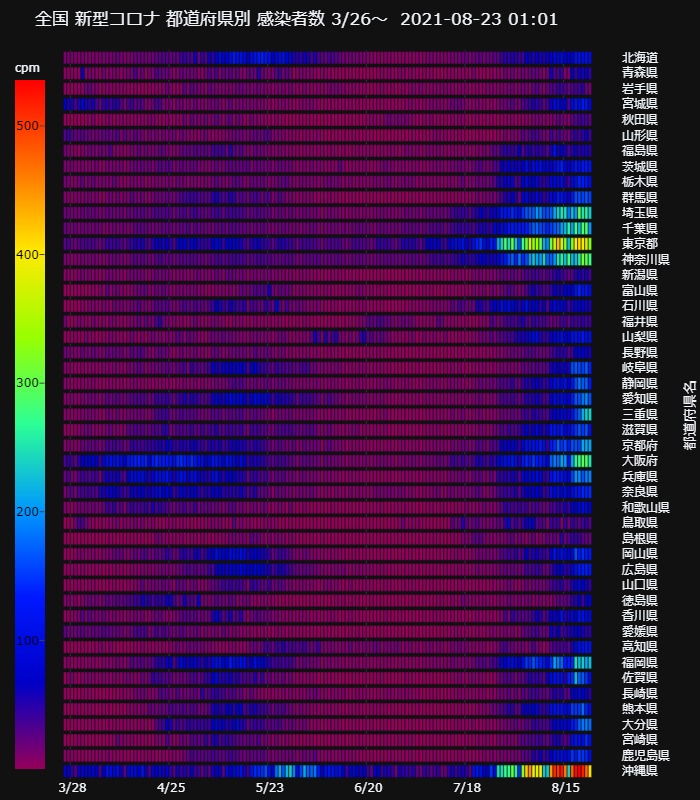 全国 新型コロナ 都道府県別 感染者数 3/26～ 2021-08-23 01:01
cpm
500
400
300
200
100
北海道
青森県
岩手県
宮城県
秋田県
山形県
福島県
茨城県
栃木県
群馬県
埼玉県
千葉県
東京都
神奈川県
新潟県
富山県
石川県
福井県
山梨県
長野県
岐阜県
静岡県
愛知県
三重県
滋賀県
京都府
大阪府
兵庫県
奈良県
和歌山県
鳥取県
島根県
岡山県
広島県
山口県
徳島県
香川県
愛媛県
高知県
福岡県
佐賀県
長崎県
熊本県
大分県
宮崎県
鹿児島県
沖縄県
都道府県名
3/28 4/25 5/23 6/20 7/18 8/15